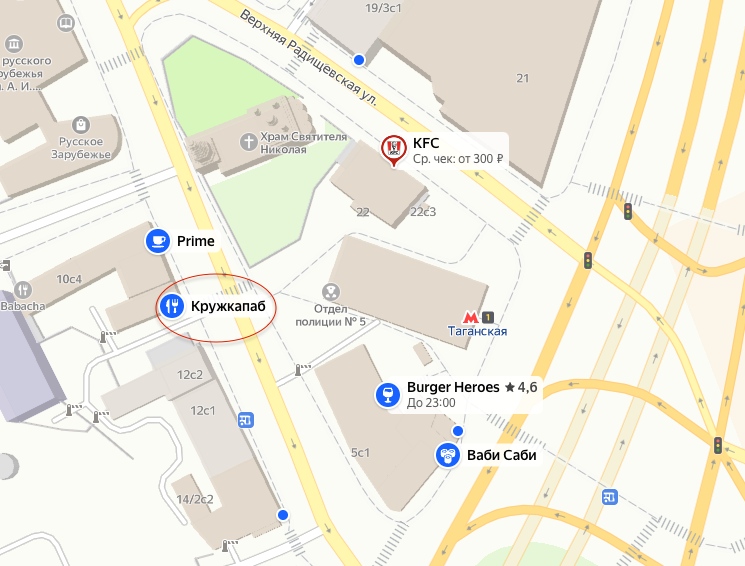 19/3с1
Верхняя Радищевская ул.
21
русского
рубежья
. А. И...
Русское
Зарубежье
Храм Святителя
Николая
KFC
Ср. чек: от 300 ₽
22
22с3
Prime
10с4
Babacha
Кружкапаб
Отдел
полиции № 5
М 1
Таганская
12с2
12с1
Burger Heroes ★ 4,6
До 23:00
5с1
Ваби Саби
14/2с2